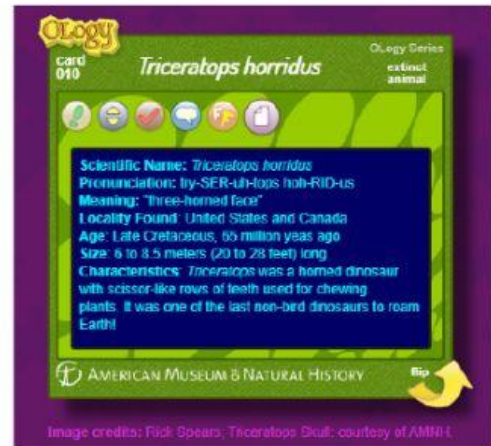 OLogy
card
010
Triceratops horridus
OLogy Series
extinct
animal
Scientific Name: Triceratops horridus
Pronunciation: try-SER-uh-tops hoh-RID-us
Meaning: "Three-horned face"
Locality Found: United States and Canada
Age: Late Cretaceous, 65 million yeas ago
Size: 6 to 8.5 meters (20 to 28 feet) long
Characteristics: Triceratops was a horned dinosaur
with scissor-like rows of teeth used for chewing
plants. It was one of the last non-bird dinosaurs to roam
Earth!
AMERICAN MUSEUM & NATURAL HISTORY
flip
Image credits: Rick Spears; Triceratops Skull: courtesy of AMNH.